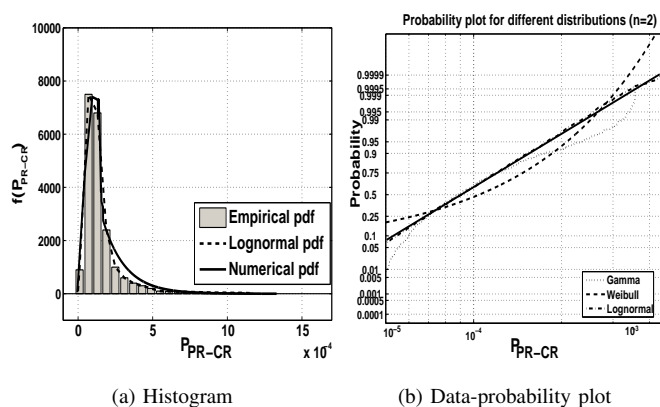 10000
8000
6000
4000
2000
0
f(P_PR−CR)
Empirical pdf
Lognormal pdf
Numerical pdf
0 5 10 15
P_PR−CR
x 10^-4
(a) Histogram
Probability plot for different distributions (n=2)
0.9999
0.9995
0.999
0.995
0.99
0.95
0.9
0.75
0.5
0.25
0.1
0.05
0.01
0.005
0.001
0.0005
0.0001
Probability
Gamma
Weibull
Lognormal
10^-5 10^-4 10^3
P_PR−CR
(b) Data-probability plot